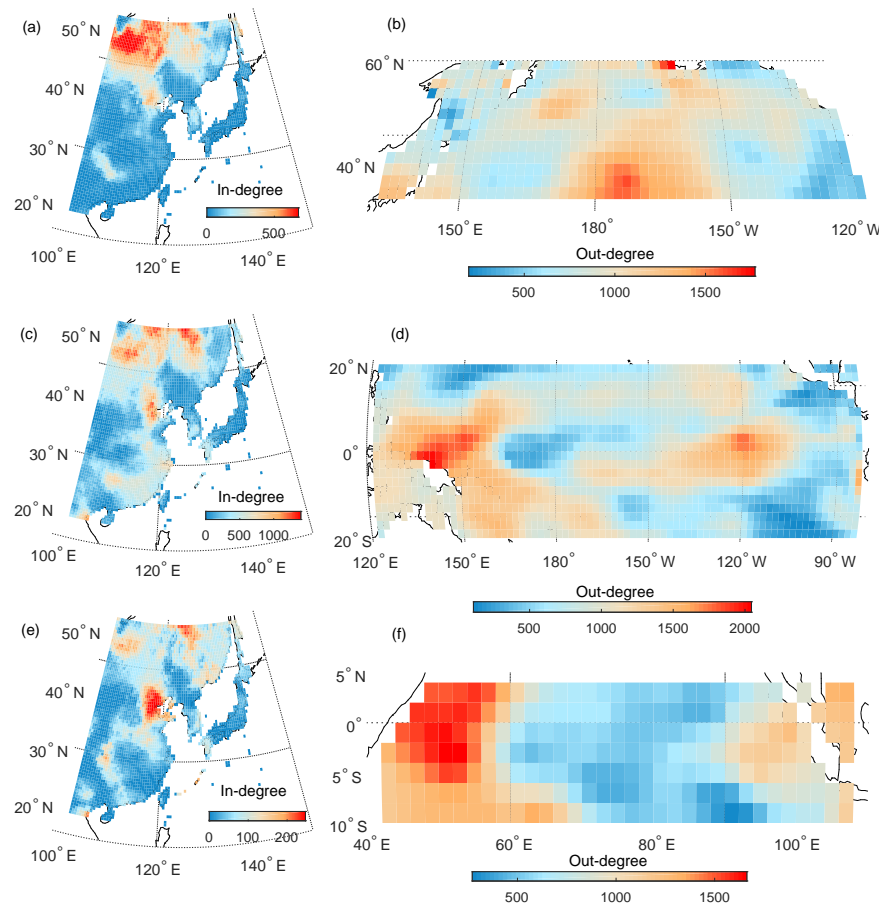 (a)
50° N
40° N
30° N
20° N
In-degree
0 500
100° E
120° E
140° E
(b)
60° N
40° N
150° E 180° 150° W 120° W
Out-degree
500 1000 1500
(c)
50° N
40° N
30° N
20° N
In-degree
0 500 1000
100° E
120° E
140° E
(d)
20° N
0°
20° S
120° E 150° E 180° 150° W 120° W 90° W
Out-degree
500 1000 1500 2000
(e)
50° N
40° N
30° N
20° N
In-degree
0 100 200
100° E
120° E
140° E
(f)
5° N
0°
5° S
10° S
40° E 60° E 80° E 100° E
Out-degree
500 1000 1500